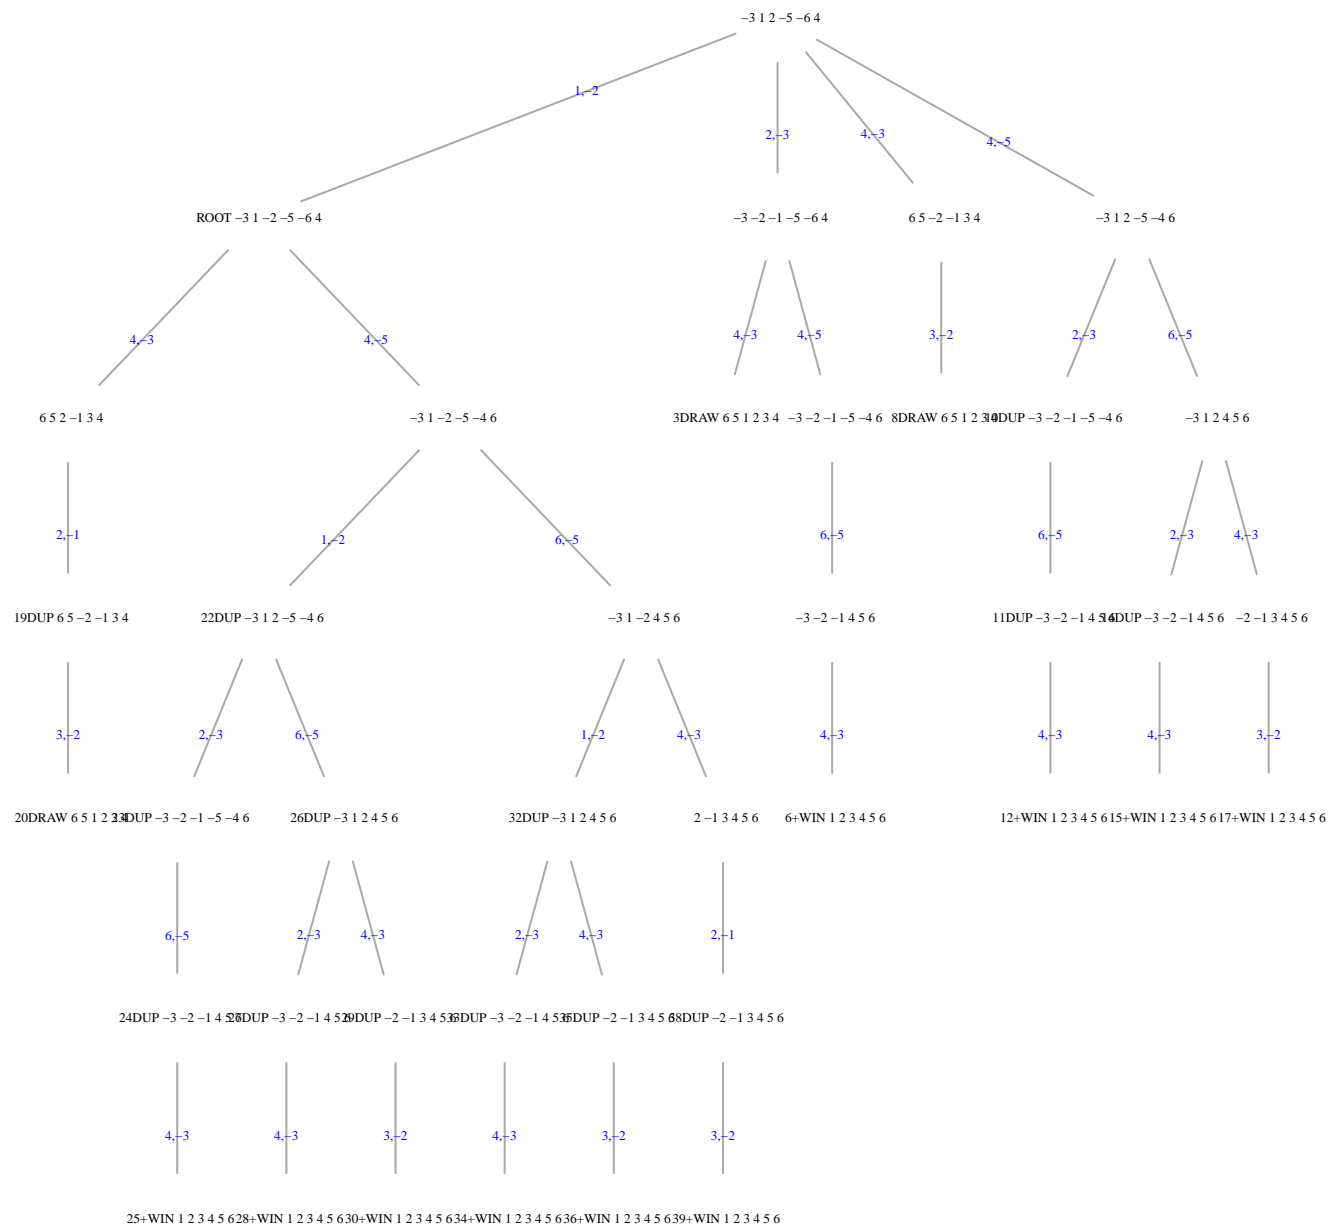 −3 1 2 −5 −6 4
1,−2
2,−3
4,−3
4,−5
ROOT −3 1 −2 −5 −6 4
−3 −2 −1 −5 −6 4
6 5 −2 −1 3 4
−3 1 2 −5 −4 6
4,−3
4,−5
4,−3
4,−5
3,−2
2,−3
6,−5
6 5 2 −1 3 4
−3 1 −2 −5 −4 6
3DRAW 6 5 1 2 3 4
−3 −2 −1 −5 −4 6
8DRAW 6 5 1 2 3 4
10DUP −3 −2 −1 −5 −4 6
−3 1 2 4 5 6
2,−1
1,−2
6,−5
6,−5
6,−5
2,−3
4,−3
19DUP 6 5 −2 −1 3 4
22DUP −3 1 2 −5 −4 6
−3 1 −2 4 5 6
−3 −2 −1 4 5 6
11DUP −3 −2 −1 4 5 6
14DUP −3 −2 −1 4 5 6
−2 −1 3 4 5 6
3,−2
2,−3
6,−5
1,−2
4,−3
4,−3
4,−3
4,−3
3,−2
20DRAW 6 5 1 2 3 4
23DUP −3 −2 −1 −5 −4 6
26DUP −3 1 2 4 5 6
32DUP −3 1 2 4 5 6
2 −1 3 4 5 6
6+WIN 1 2 3 4 5 6
12+WIN 1 2 3 4 5 6
15+WIN 1 2 3 4 5 6
17+WIN 1 2 3 4 5 6
6,−5
2,−3
4,−3
2,−3
4,−3
2,−1
24DUP −3 −2 −1 4 5 6
27DUP −3 −2 −1 4 5 6
29DUP −2 −1 3 4 5 6
33DUP −3 −2 −1 4 5 6
35DUP −2 −1 3 4 5 6
38DUP −2 −1 3 4 5 6
4,−3
4,−3
3,−2
4,−3
3,−2
3,−2
25+WIN 1 2 3 4 5 6
28+WIN 1 2 3 4 5 6
30+WIN 1 2 3 4 5 6
34+WIN 1 2 3 4 5 6
36+WIN 1 2 3 4 5 6
39+WIN 1 2 3 4 5 6